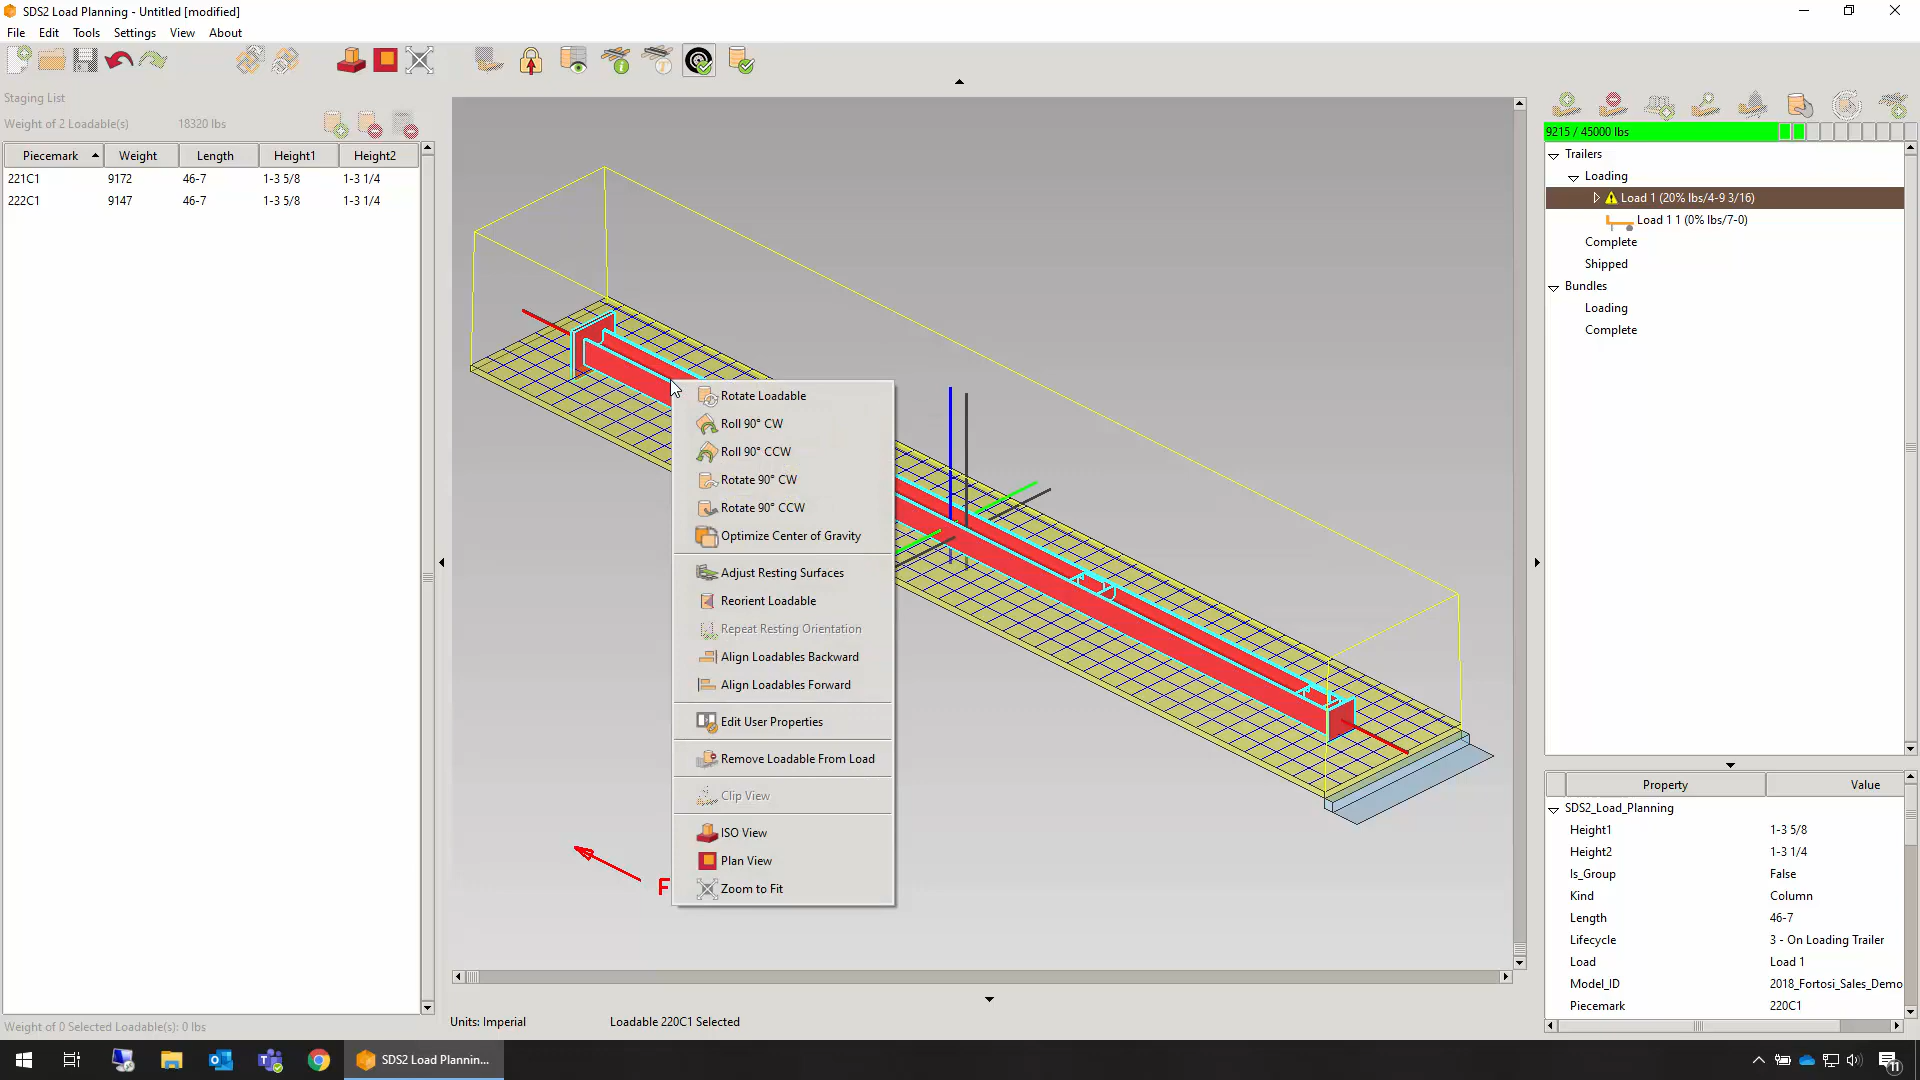 SDS2 Load Planning - Untitled [modified]
File Edit Tools Settings View About
Staging List
Weight of 2 Loadable(s) 18320 lbs
Piecemark Weight Length Height1 Height2
221C1 9172 46-7 1-3 5/8 1-3 1/4
222C1 9147 46-7 1-3 5/8 1-3 1/4
Weight of 0 Selected Loadable(s): 0 lbs
Rotate Loadable
Roll 90° CW
Roll 90° CCW
Rotate 90° CW
Rotate 90° CCW
Optimize Center of Gravity
Adjust Resting Surfaces
Reorient Loadable
Repeat Resting Orientation
Align Loadables Backward
Align Loadables Forward
Edit User Properties
Remove Loadable From Load
Clip View
ISO View
Plan View
Zoom to Fit
F
Units: Imperial Loadable 220C1 Selected
9215 / 45000 lbs
Trailers
Loading
Load 1 (20% lbs/4-9 3/16)
Load 1 1 (0% lbs/7-0)
Complete
Shipped
Bundles
Loading
Complete
Property Value
SDS2_Load_Planning
Height1 1-3 5/8
Height2 1-3 1/4
Is_Group False
Kind Column
Length 46-7
Lifecycle 3 - On Loading Trailer
Load Load 1
Model_ID 2018_Fortosi_Sales_Demo
Piecemark 220C1
SDS2 Load Plannin...
11